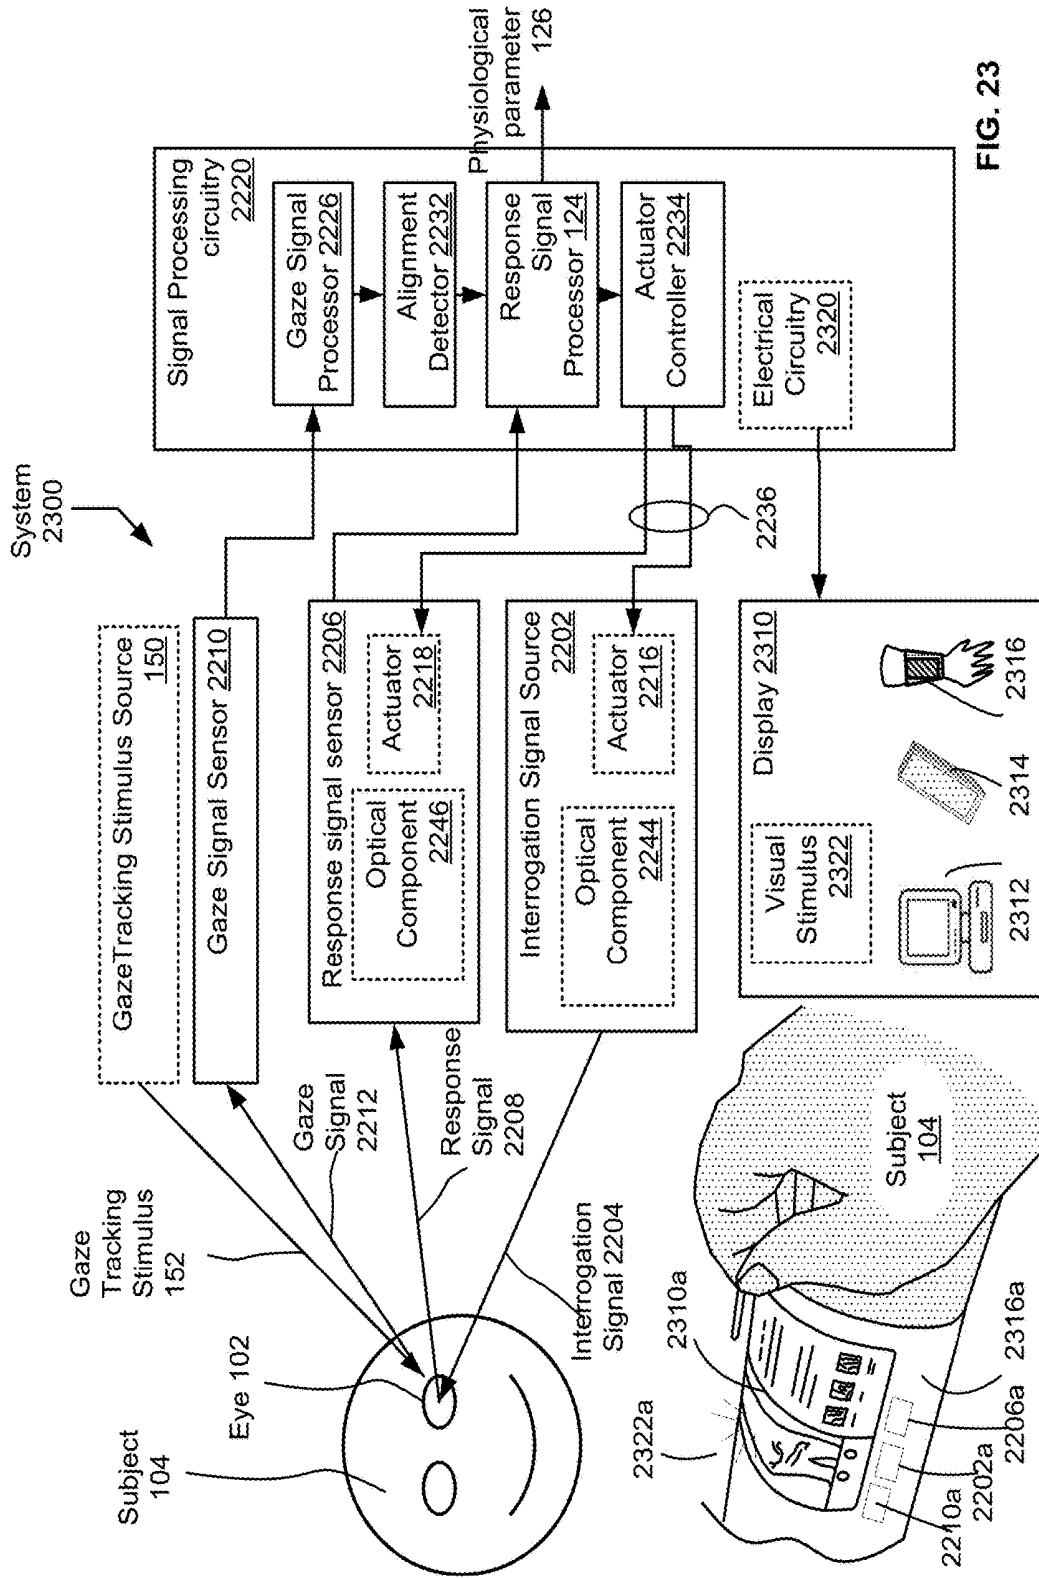 System
2300
Gaze
Tracking
Stimulus
152
Subject
104
Eye 102
Gaze
Signal
2212
Response
Signal
2208
Interrogation
Signal 2204
GazeTracking Stimulus Source
150
Gaze Signal Sensor 2210
Response signal sensor 2206
Optical
Component
2246
Actuator
2218
Interrogation Signal Source
2202
Optical
Component
2244
Actuator
2216
2236
Signal Processing
circuitry
2220
Gaze Signal
Processor 2226
Alignment
Detector 2232
Response
Signal
Processor 124
Actuator
Controller 2234
Electrical
Circuitry
2320
Physiological
parameter
126
Display 2310
Visual
Stimulus
2322
2312
2314
2316
2322a
2310a
Subject
104
2210a
2202a
2206a
2316a
FIG. 23